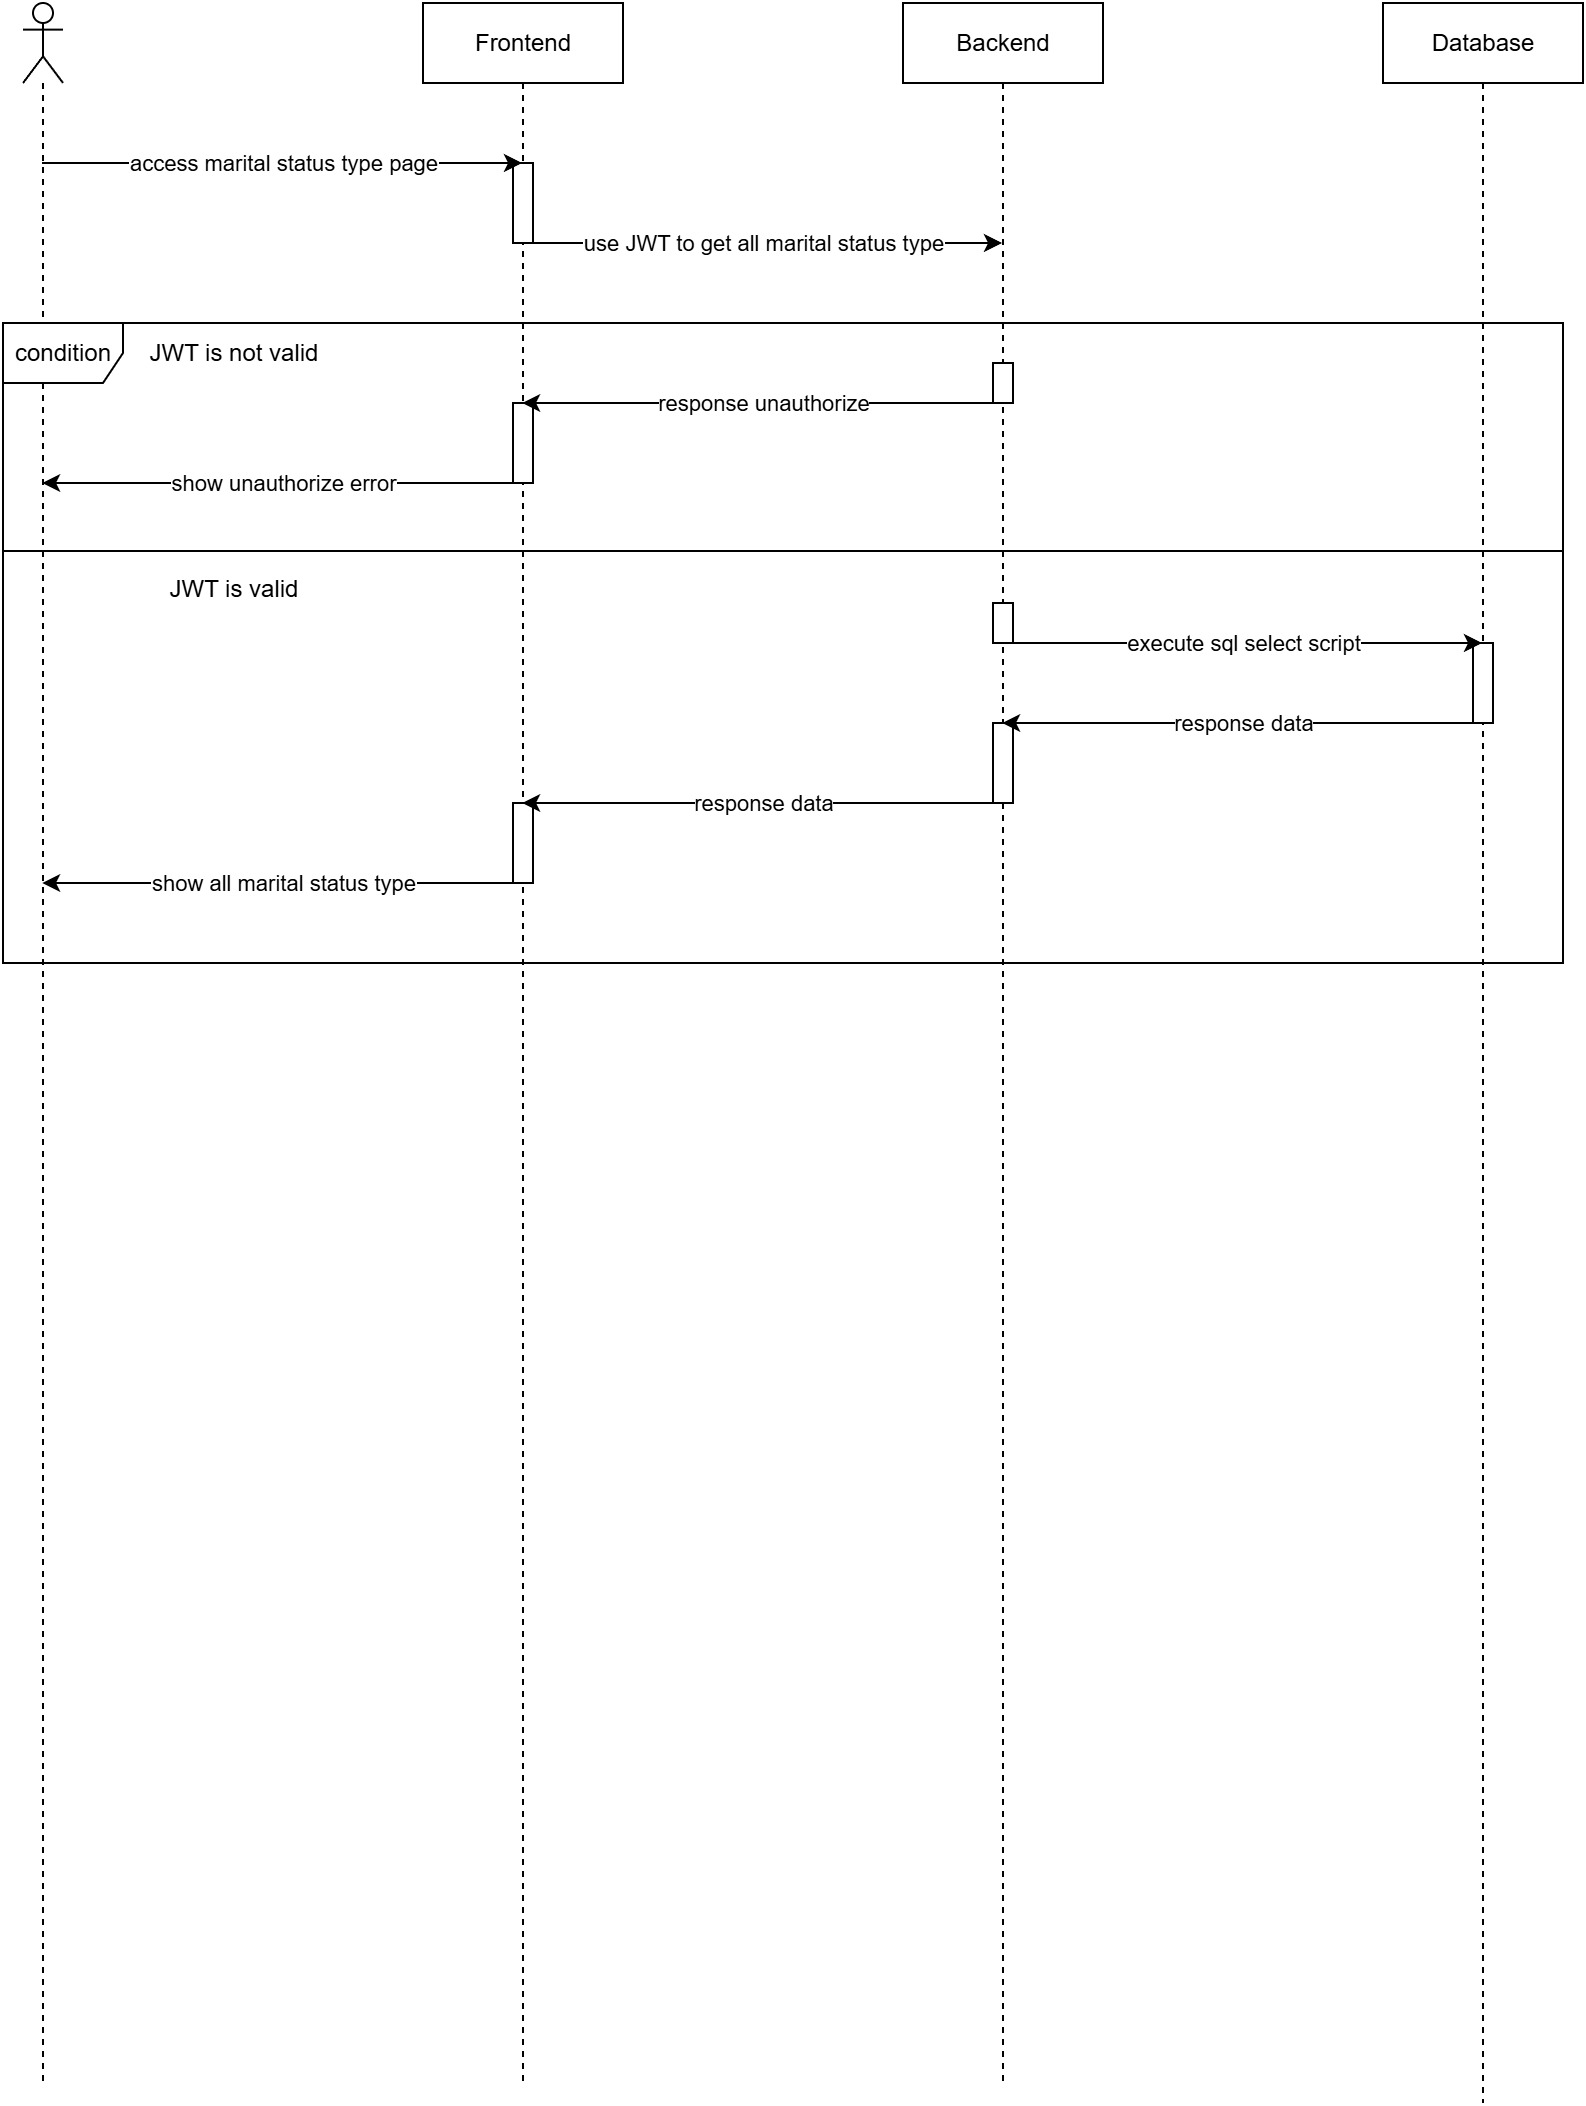 Frontend
Backend
Database
access marital status type page
use JWT to get all marital status type
condition
JWT is not valid
response unauthorize
show unauthorize error
JWT is valid
execute sql select script
response data
response data
show all marital status type